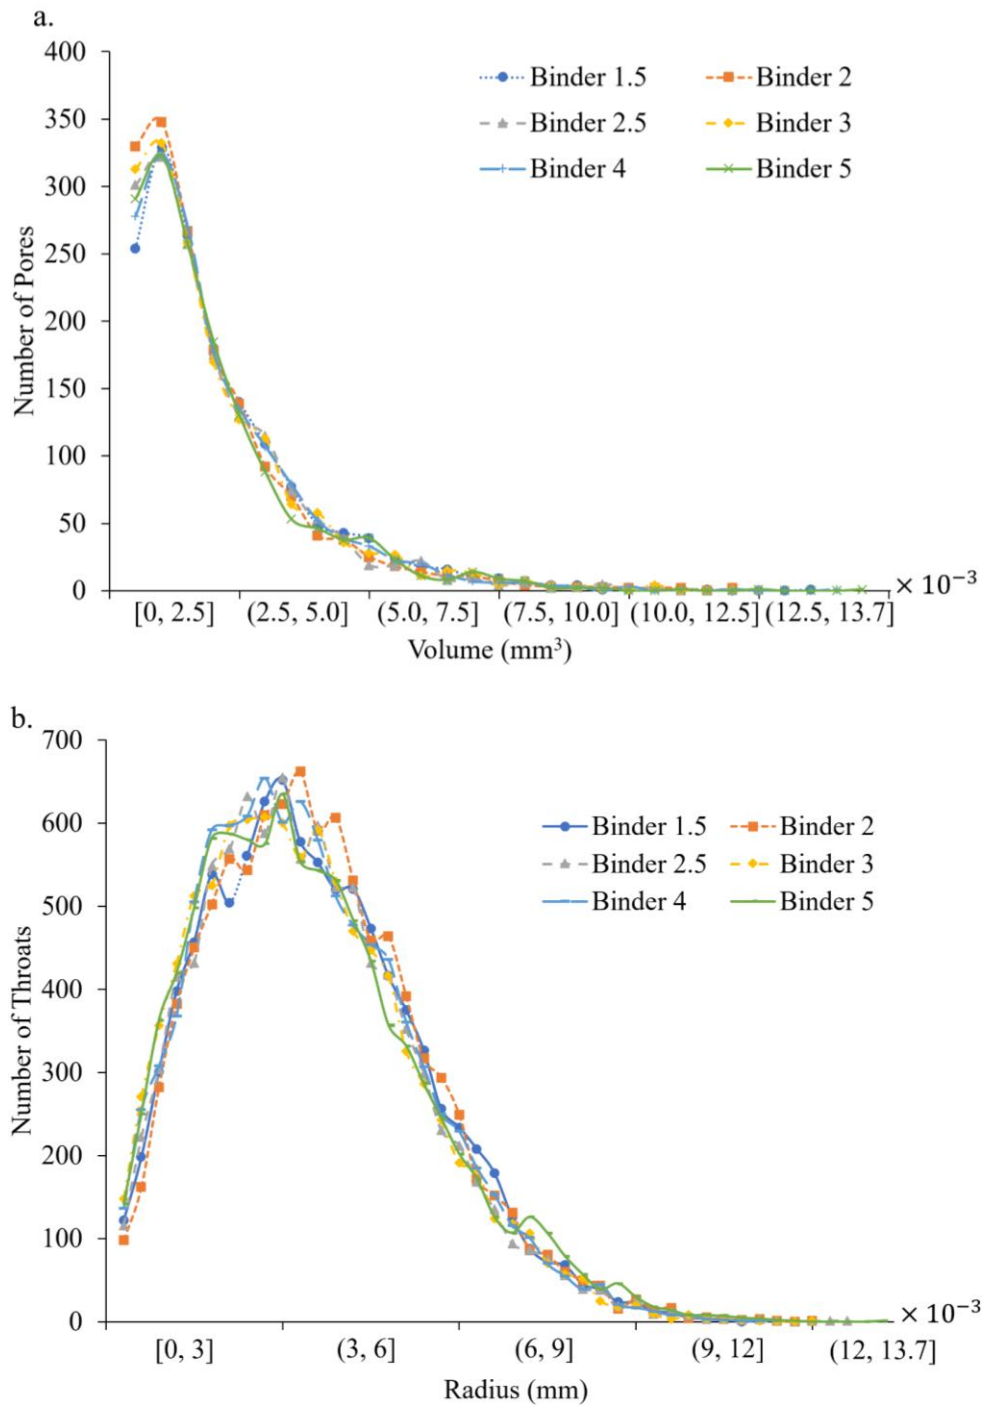 a.
400
350
300
250
200
150
100
50
0
Number of Pores
Binder 1.5 Binder 2
Binder 2.5 Binder 3
Binder 4 Binder 5
× 10⁻³
[0, 2.5] (2.5, 5.0] (5.0, 7.5] (7.5, 10.0] (10.0, 12.5] (12.5, 13.7]
Volume (mm³)
b.
700
600
500
400
300
200
100
0
Number of Throats
Binder 1.5 Binder 2
Binder 2.5 Binder 3
Binder 4 Binder 5
× 10⁻³
[0, 3] (3, 6] (6, 9] (9, 12] (12, 13.7]
Radius (mm)